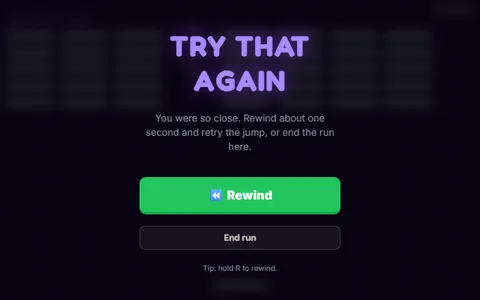 TRY THAT
AGAIN
You were so close. Rewind about one
second and retry the jump, or end the run
here.
⏪ Rewind
End run
Tip: hold R to rewind.